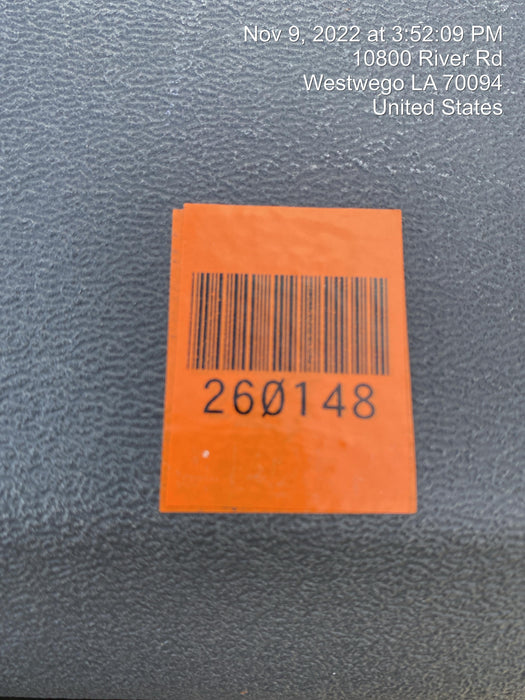 Nov 9, 2022 at 3:52:09 PM
10800 River Rd
Westwego LA 70094
United States
260148